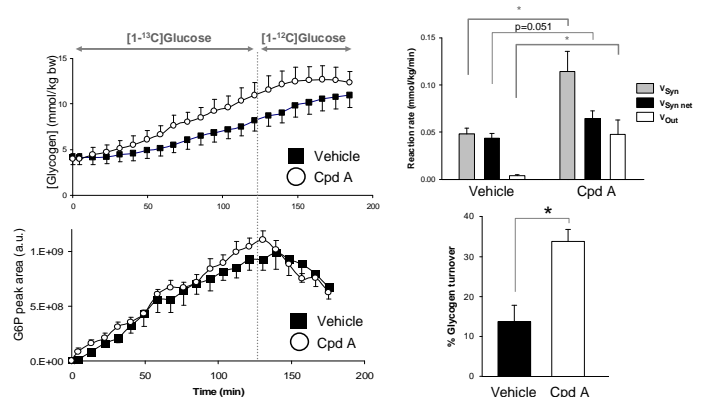 [1-¹³C]Glucose
[1-¹²C]Glucose
[Glycogen] (mmol/kg bw)
15
10
5
0
0
50
100
150
200
Vehicle
Cpd A
G6P peak area (a.u.)
1.E+09
5.E+08
0.E+00
0
50
100
150
200
Vehicle
Cpd A
Time (min)
*
p=0.051
*
Reaction rate (mmol/kg/min)
0.15
0.10
0.05
0.00
Vehicle
Cpd A
vSyn
vSyn net
vOut
*
% Glycogen turnover
40
30
20
10
0
Vehicle
Cpd A